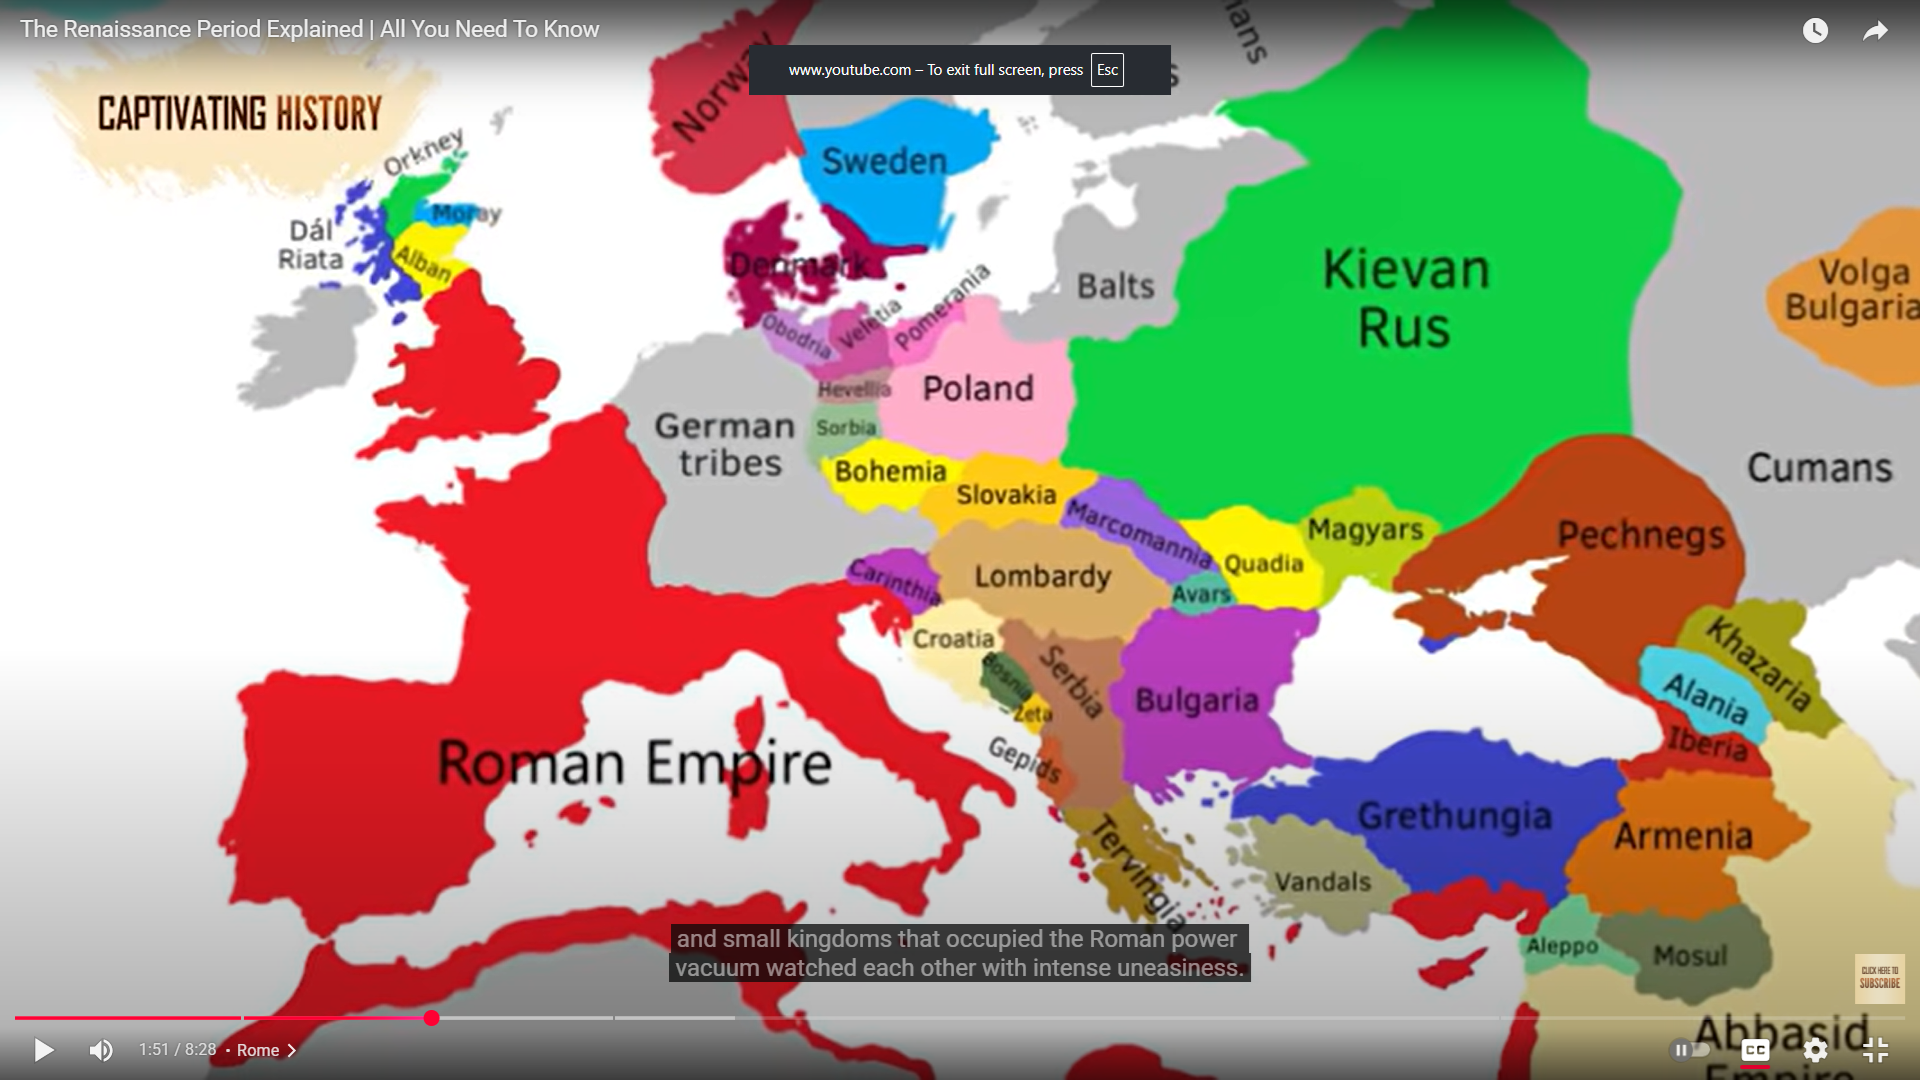 The Renaissance Period Explained | All You Need To Know
www.youtube.com – To exit full screen, press Esc
CAPTIVATING HISTORY
Norway
Sweden
Orkney
Moray
Dál
Riata
Alban
Denmark
Obodria
Veletia
Pomerania
Balts
Kievan
Rus
Volga
Bulgaria
Hevellia
Poland
German
tribes
Sorbia
Bohemia
Slovakia
Marcomannia
Quadia
Magyars
Pechnegs
Cumans
Carinthia
Lombardy
Avars
Croatia
Bosnia
Serbia
Zeta
Bulgaria
Gepids
Khazaria
Alania
Iberia
Roman Empire
Grethungia
Armenia
Tervingia
Vandals
Aleppo
Mosul
Abbasid
Empire
and small kingdoms that occupied the Roman power
vacuum watched each other with intense uneasiness.
CLICK HERE TO
SUBSCRIBE
1:51 / 8:28 • Rome
CC